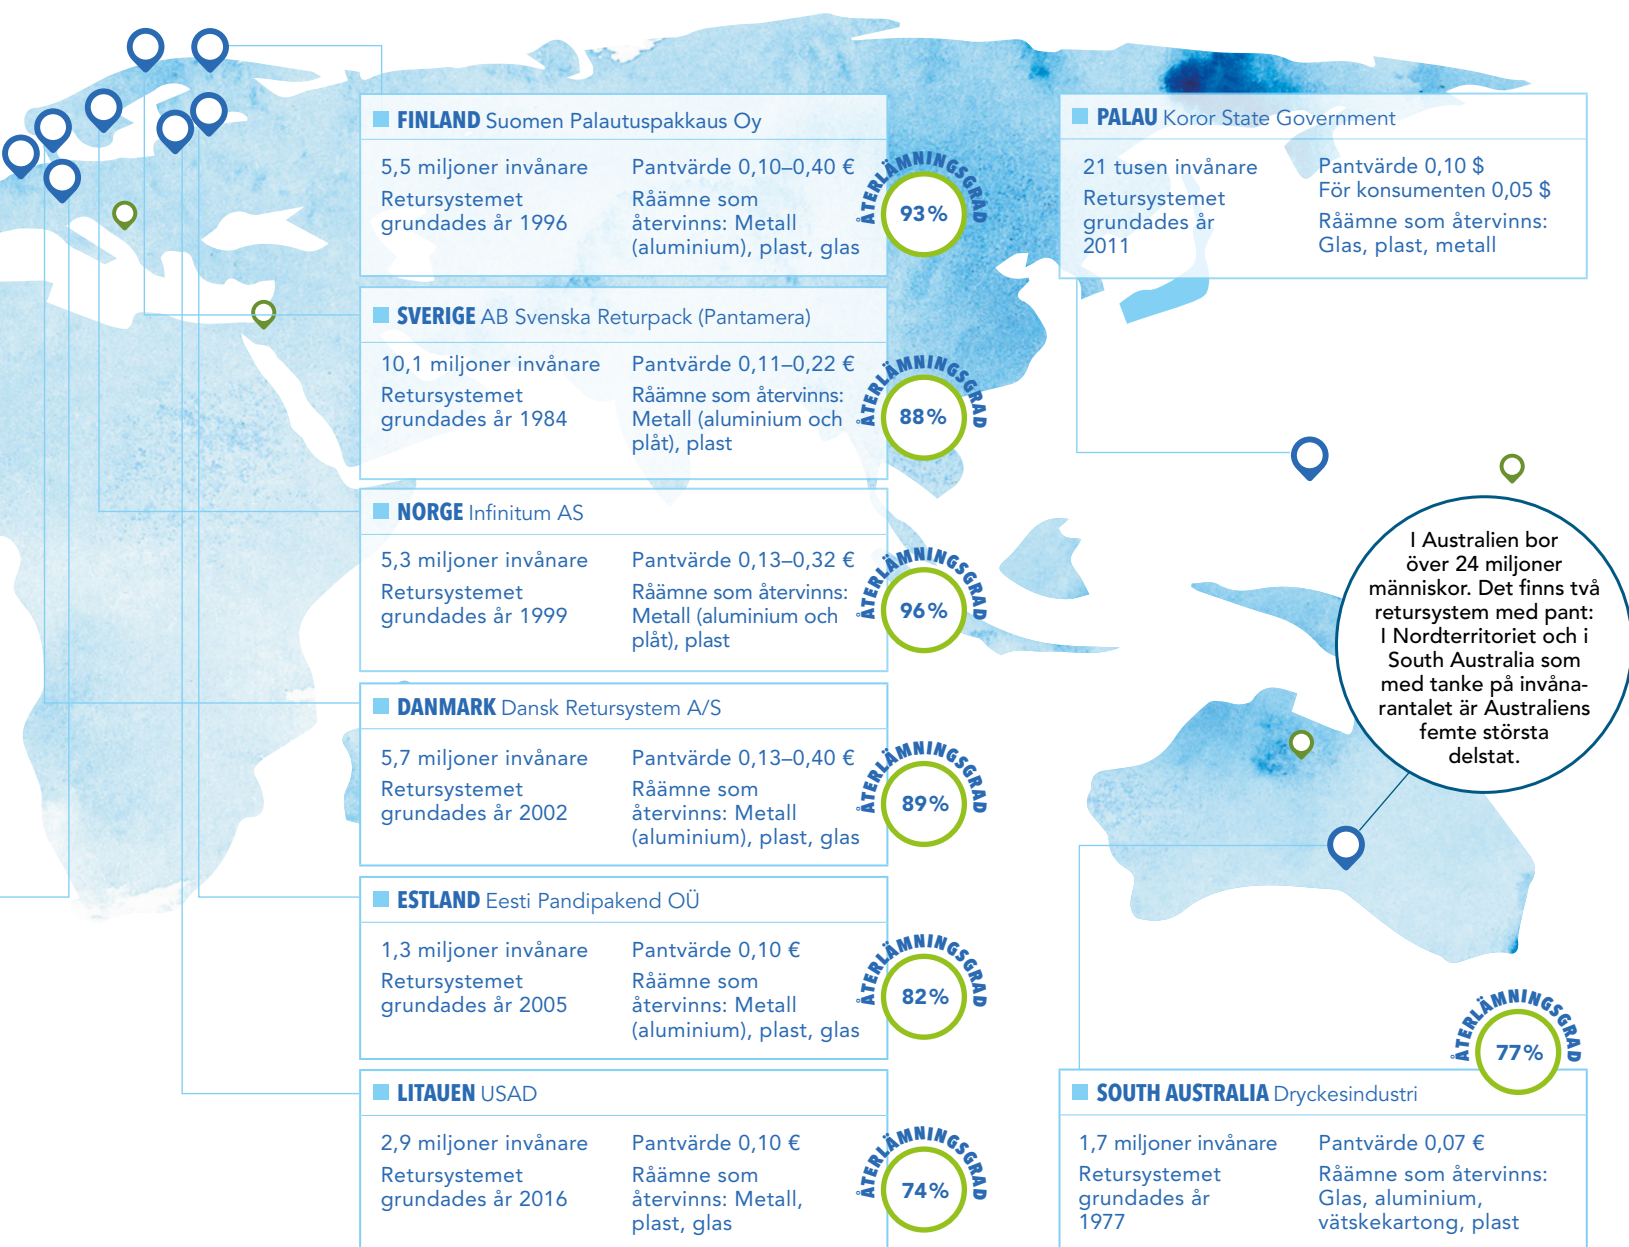 FINLAND Suomen Palautuspakkaus Oy
5,5 miljoner invånare
Retursystemet
grundades år 1996
Pantvärde 0,10–0,40 €
Råämne som
återvinns: Metall
(aluminium), plast, glas
ÅTERLÄMNINGSGRAD
93%
SVERIGE AB Svenska Returpack (Pantamera)
10,1 miljoner invånare
Retursystemet
grundades år 1984
Pantvärde 0,11–0,22 €
Råämne som återvinns:
Metall (aluminium och
plåt), plast
ÅTERLÄMNINGSGRAD
88%
NORGE Infinitum AS
5,3 miljoner invånare
Retursystemet
grundades år 1999
Pantvärde 0,13–0,32 €
Råämne som återvinns:
Metall (aluminium och
plåt), plast
ÅTERLÄMNINGSGRAD
96%
DANMARK Dansk Retursystem A/S
5,7 miljoner invånare
Retursystemet
grundades år 2002
Pantvärde 0,13–0,40 €
Råämne som
återvinns: Metall
(aluminium), plast, glas
ÅTERLÄMNINGSGRAD
89%
ESTLAND Eesti Pandipakend OÜ
1,3 miljoner invånare
Retursystemet
grundades år 2005
Pantvärde 0,10 €
Råämne som
återvinns: Metall
(aluminium), plast, glas
ÅTERLÄMNINGSGRAD
82%
LITAUEN USAD
2,9 miljoner invånare
Retursystemet
grundades år 2016
Pantvärde 0,10 €
Råämne som
återvinns: Metall,
plast, glas
ÅTERLÄMNINGSGRAD
74%
PALAU Koror State Government
21 tusen invånare
Retursystemet
grundades år
2011
Pantvärde 0,10 $
För konsumenten 0,05 $
Råämne som återvinns:
Glas, plast, metall
I Australien bor
över 24 miljoner
människor. Det finns två
retursystem med pant:
I Nordterritoriet och i
South Australia som
med tanke på invåna-
rantalet är Australiens
femte största
delstat.
ÅTERLÄMNINGSGRAD
77%
SOUTH AUSTRALIA Dryckesindustri
1,7 miljoner invånare
Retursystemet
grundades år
1977
Pantvärde 0,07 €
Råämne som återvinns:
Glas, aluminium,
vätskekartong, plast